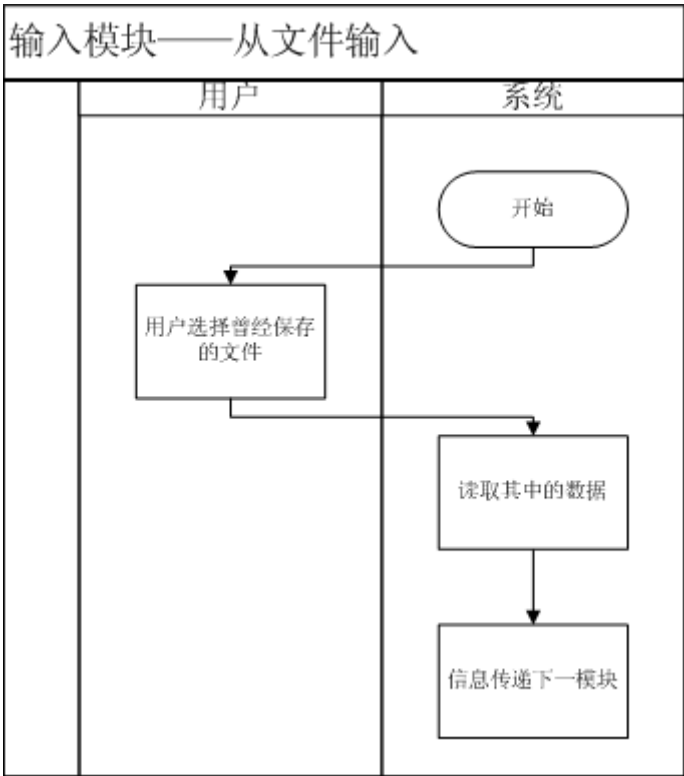 输入模块——从文件输入
用户
系统
开始
用户选择曾经保存
的文件
读取其中的数据
信息传递下一模块